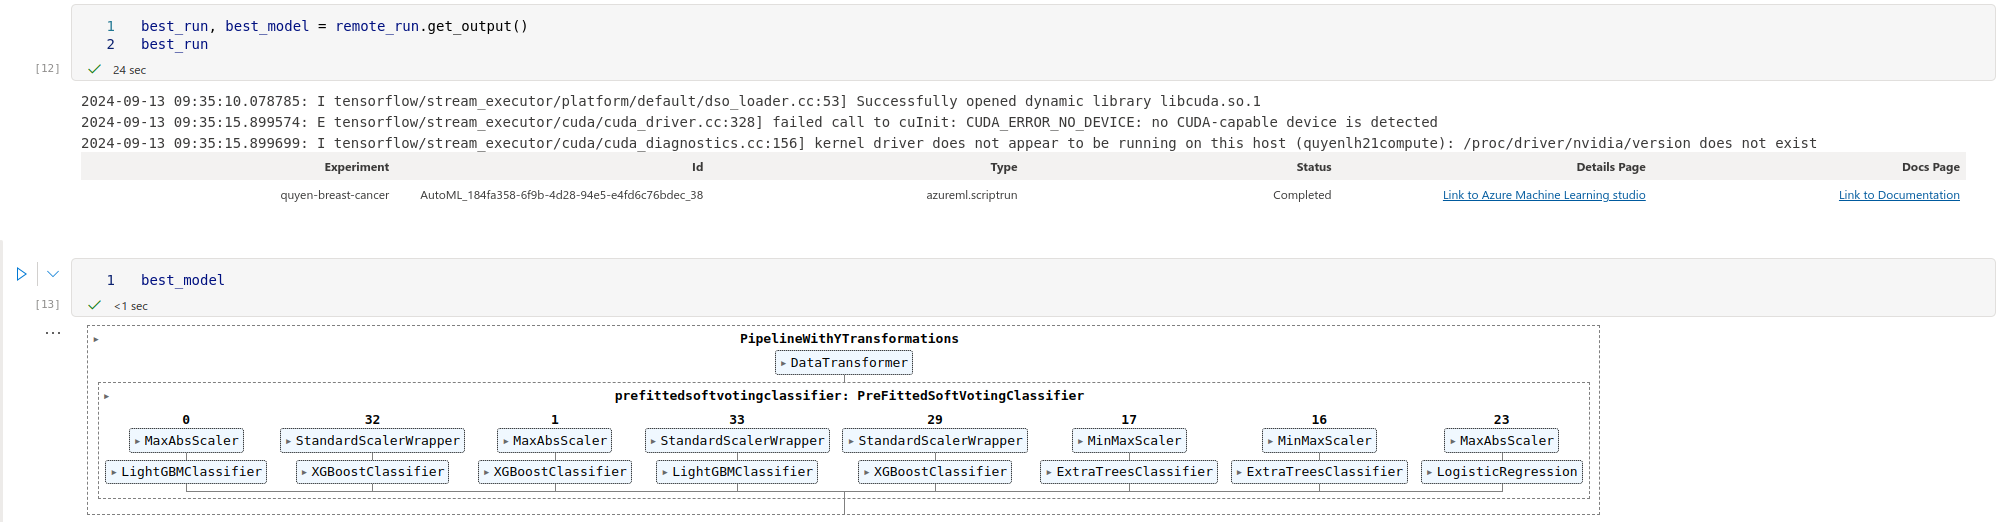 1 best_run, best_model = remote_run.get_output()
2 best_run
[12] 24 sec
2024-09-13 09:35:10.078785: I tensorflow/stream_executor/platform/default/dso_loader.cc:53] Successfully opened dynamic library libcuda.so.1
2024-09-13 09:35:15.899574: E tensorflow/stream_executor/cuda/cuda_driver.cc:328] failed call to cuInit: CUDA_ERROR_NO_DEVICE: no CUDA-capable device is detected
2024-09-13 09:35:15.899699: I tensorflow/stream_executor/cuda/cuda_diagnostics.cc:156] kernel driver does not appear to be running on this host (quyenlh21compute): /proc/driver/nvidia/version does not exist
Experiment Id Type Status Details Page Docs Page
quyen-breast-cancer AutoML_184fa358-6f9b-4d28-94e5-e4fd6c76bdec_38 azureml.scriptrun Completed Link to Azure Machine Learning studio Link to Documentation
1 best_model
[13] <1 sec
...
PipelineWithYTransformations
DataTransformer
prefittedsoftvotingclassifier: PreFittedSoftVotingClassifier
0 32 1 33 29 17 16 23
MaxAbsScaler StandardScalerWrapper MaxAbsScaler StandardScalerWrapper StandardScalerWrapper MinMaxScaler MinMaxScaler MaxAbsScaler
LightGBMClassifier XGBoostClassifier XGBoostClassifier LightGBMClassifier XGBoostClassifier ExtraTreesClassifier ExtraTreesClassifier LogisticRegression